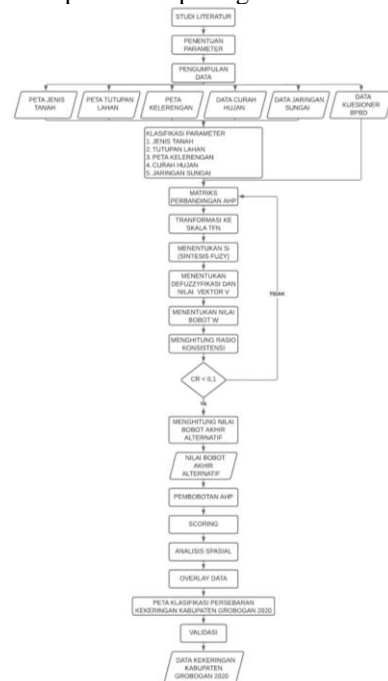 STUDI LITERATUR
PENENTUAN
PARAMETER
PENGUMPULAN
DATA
PETA JENIS
TANAH
PETA TUTUPAN
LAHAN
PETA
KELERENGAN
DATA CURAH
HUJAN
DATA JARINGAN
SUNGAI
DATA
KUESIONER
BPBD
KLASIFIKASI PARAMETER
1. JENIS TANAH
2. TUTUPAN LAHAN
3. PETA KELERENGAN
4. CURAH HUJAN
5. JARINGAN SUNGAI
MATRIKS
PERBANDINGAN AHP
TRANFORMASI KE
SKALA TFN
MENENTUKAN SI
(SINTESIS FUZY)
MENENTUKAN
DEFUZZYFIKASI DAN
NILAI VEKTOR V
TIDAK
MENENTUKAN NILAI
BOBOT W
MENGHITUNG RASIO
KONSISTENSI
CR < 0,1
YA
MENGHITUNG NILAI
BOBOT AKHIR
ALTERNATIF
NILAI BOBOT
AKHIR
ALTERNATIF
PEMBOBOTAN AHP
SCORING
ANALISIS SPASIAL
OVERLAY DATA
PETA KLASIFIKASI PERSEBARAN
KEKERINGAN KABUPATEN GROBOGAN 2020
VALIDASI
DATA KEKERINGAN
KABUPATEN
GROBOGAN 2020